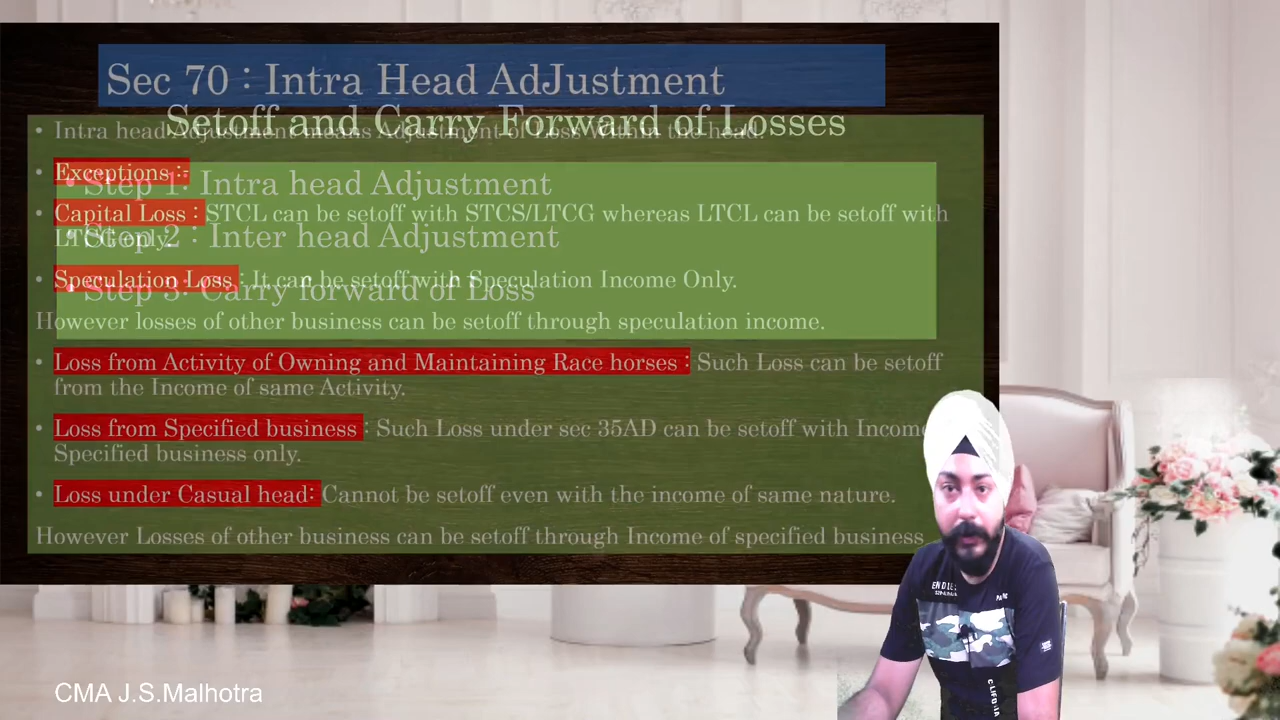 Sec 70 : Intra Head AdJustment
Setoff and Carry Forward of Losses
• Intra head Adjustment means Adjustment of Loss Within the head.
• Exceptions :-
• Step 1: Intra head Adjustment
• Capital Loss : STCL can be setoff with STCS/LTCG whereas LTCL can be setoff with
LTCG only.
• Step 2 : Inter head Adjustment
• Speculation Loss : It can be setoff with Speculation Income Only.
• Step 3: Carry forward of Loss
However losses of other business can be setoff through speculation income.
• Loss from Activity of Owning and Maintaining Race horses : Such Loss can be setoff
from the Income of same Activity.
• Loss from Specified business : Such Loss under sec 35AD can be setoff with Income
Specified business only.
• Loss under Casual head: Cannot be setoff even with the income of same nature.
However Losses of other business can be setoff through Income of specified business
CMA J.S.Malhotra